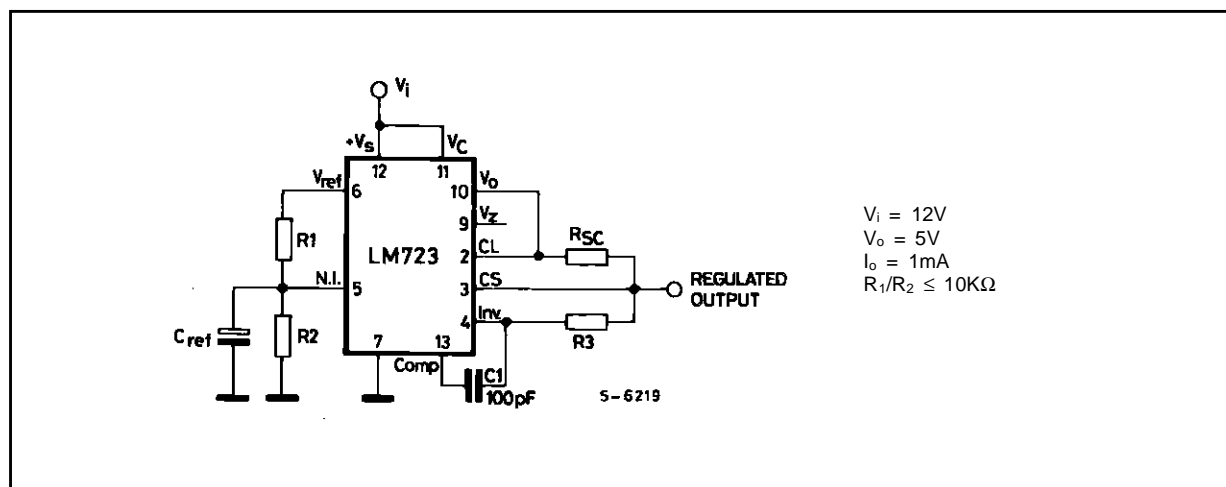 Vi
+Vs
VC
12
11
Vref
6
10
Vo
9
Vz
R1
LM723
2
CL
RSC
N.I.
5
3
CS
REGULATED
OUTPUT
4
Inv.
R3
Cref
R2
7
13
Comp
C1
100pF
S-6219
Vi = 12V
Vo = 5V
Io = 1mA
R1/R2 ≤ 10KΩ